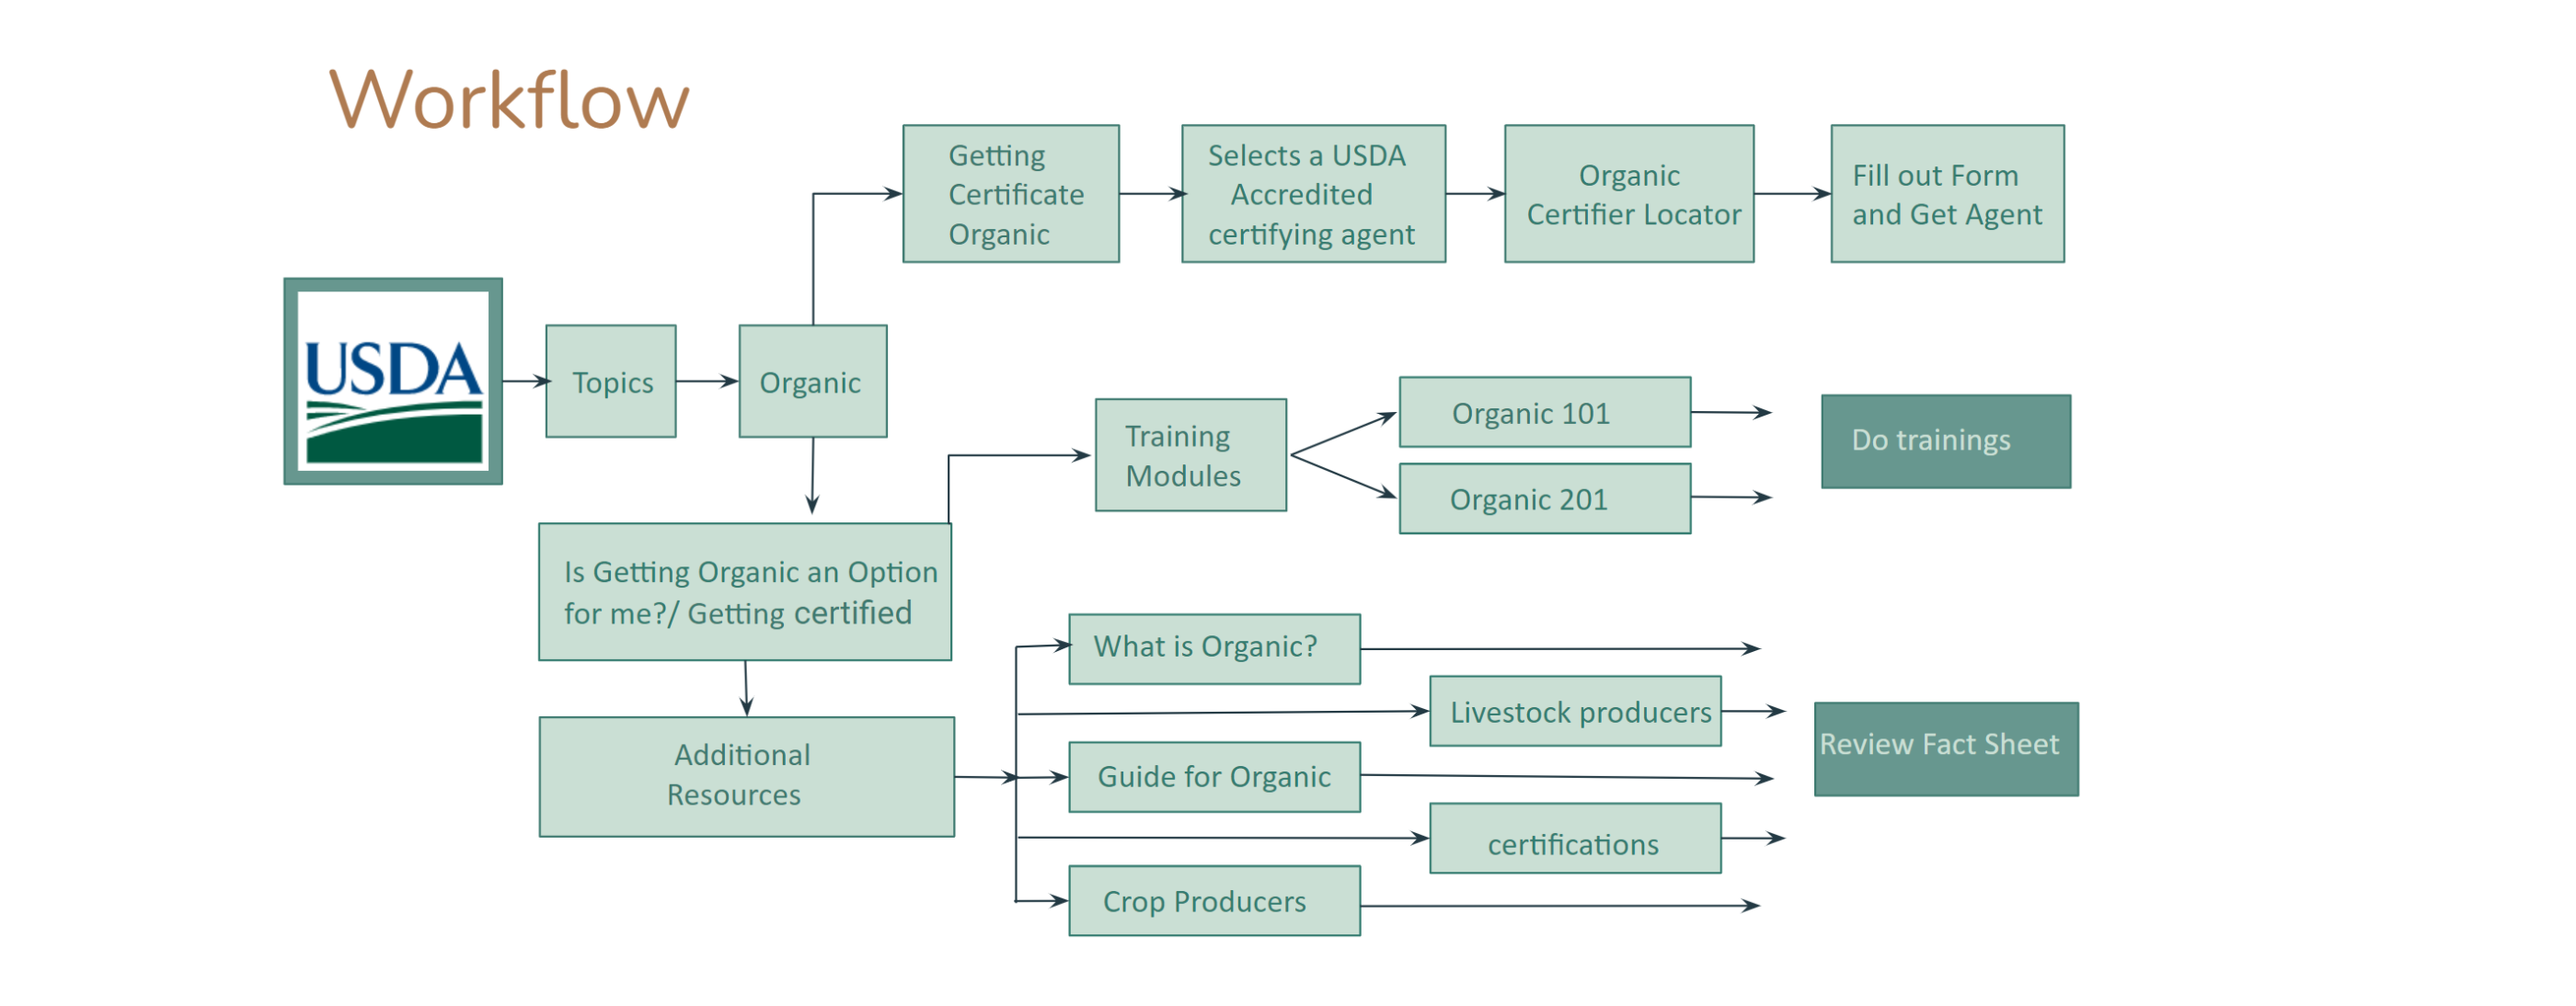 Workflow
Getting
Certificate
Organic
Selects a USDA
Accredited
certifying agent
Organic
Certifier Locator
Fill out Form
and Get Agent
USDA
Topics
Organic
Training
Modules
Organic 101
Organic 201
Do trainings
Is Getting Organic an Option
for me?/ Getting certified
What is Organic?
Livestock producers
Additional
Resources
Guide for Organic
Review Fact Sheet
certifications
Crop Producers